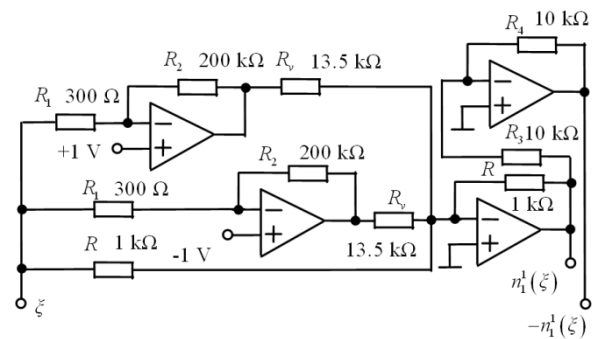 R₄ 10 kΩ
R₂ 200 kΩ Rᵥ 13.5 kΩ
R₁ 300 Ω
−
+
−
+
+1 V
R₃ 10 kΩ
R₂ 200 kΩ
R
R₁ 300 Ω
Rᵥ
1 kΩ
−
+
−
+
R 1 kΩ
-1 V
13.5 kΩ
n₁¹(ξ)
ξ
−n₁¹(ξ)